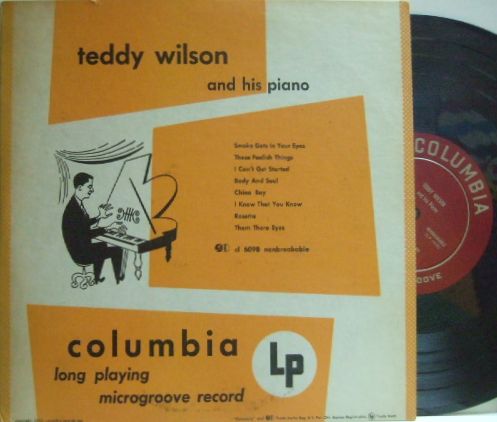 teddy wilson
and his piano
Smoke Gets In Your Eyes
These Foolish Things
I Can't Get Started
Body And Soul
China Boy
I Know That You Know
Rosetta
Them There Eyes
cl 6098 nonbreakable
columbia
Lp
long playing
microgroove record
COLUMBIA
TEDDY WILSON